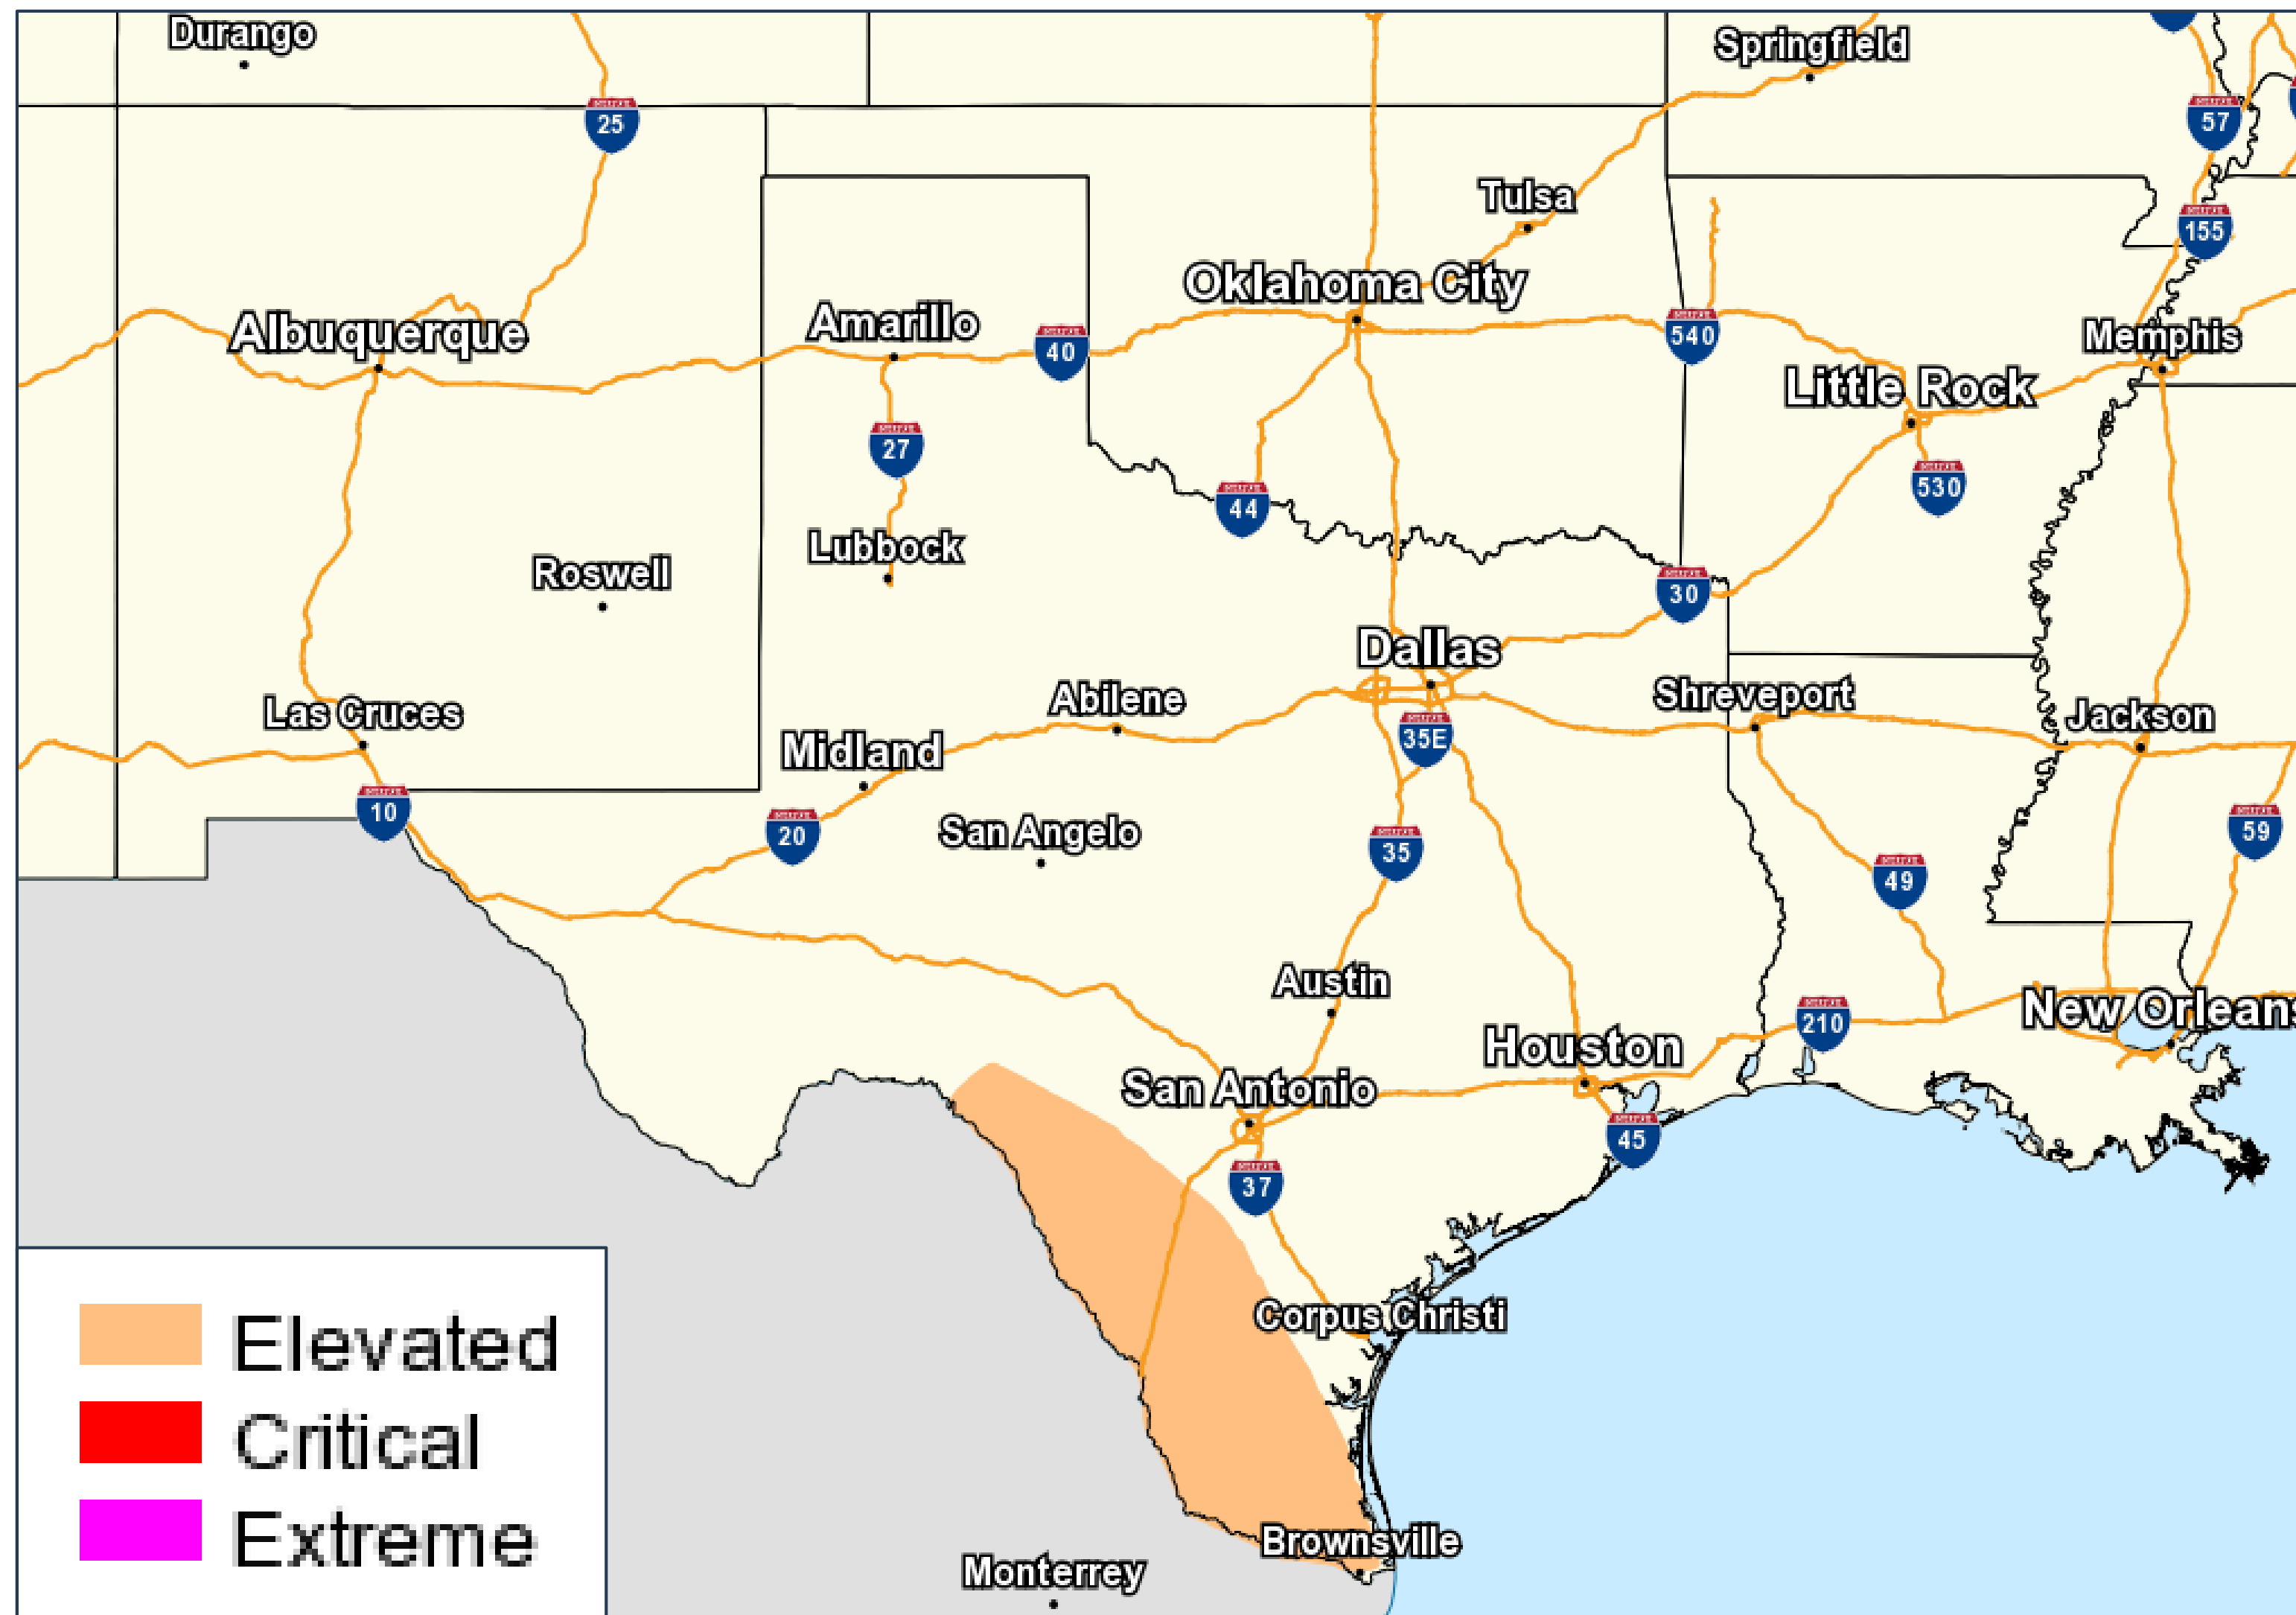 Durango
Springfield
25
57
Tulsa
155
Oklahoma City
Albuquerque
Amarillo
40
540
Memphis
Little Rock
27
530
44
Lubbock
Roswell
30
Dallas
Abilene
Shreveport
Las Cruces
Midland
35E
Jackson
10
20
San Angelo
35
59
49
Austin
210
New Orleans
Houston
San Antonio
45
37
Corpus Christi
Elevated
Critical
Extreme
Brownsville
Monterrey